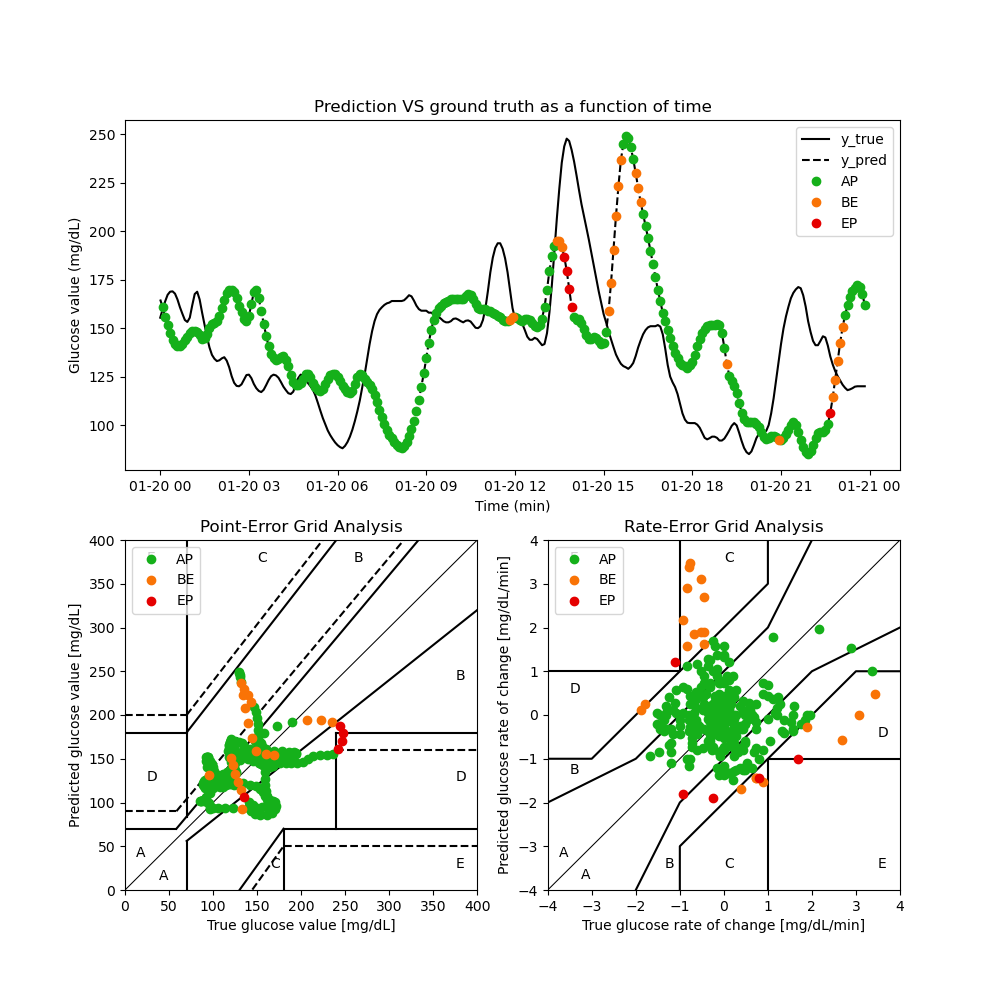 Prediction VS ground truth as a function of time
Glucose value (mg/dL)
250
225
200
175
150
125
100
y_true
y_pred
AP
BE
EP
01-20 00 01-20 03 01-20 06 01-20 09 01-20 12 01-20 15 01-20 18 01-20 21 01-21 00
Time (min)
Point-Error Grid Analysis
Predicted glucose value [mg/dL]
400
350
300
250
200
150
100
50
0
AP
BE
EP
C
B
B
D
D
A
A
C
E
0 50 100 150 200 250 300 350 400
True glucose value [mg/dL]
Rate-Error Grid Analysis
Predicted glucose rate of change [mg/dL/min]
4
3
2
1
0
−1
−2
−3
−4
AP
BE
EP
C
D
D
B
A
A
B
C
E
−4 −3 −2 −1 0 1 2 3 4
True glucose rate of change [mg/dL/min]